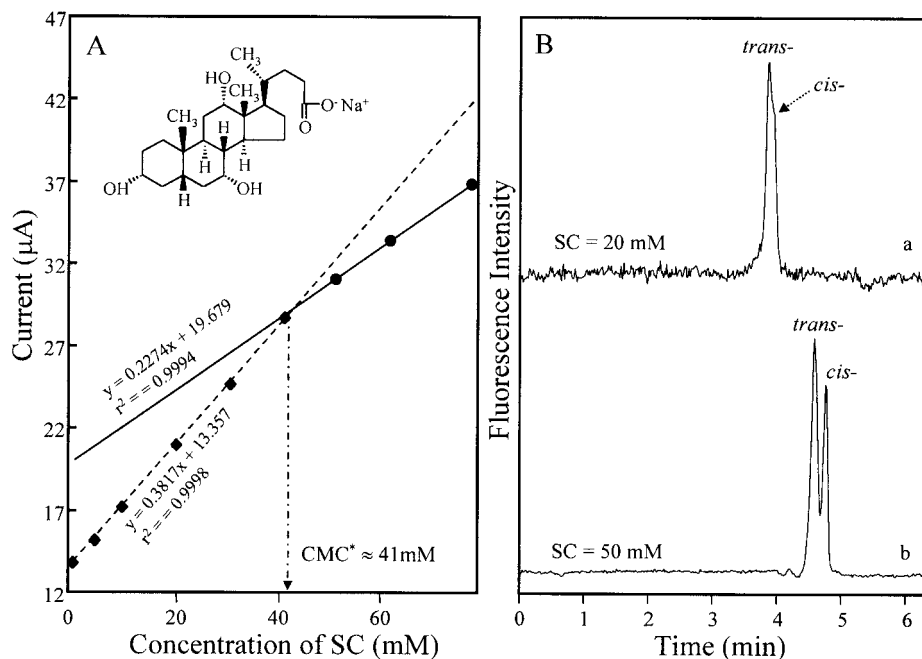 A
47
42
37
32
27
22
17
12
Current (μA)
CH₃
HO
CH₃
CH₃
O⁻ Na⁺
O
H
H
H
HO
OH
H
y = 0.2274x + 19.679
r² = = 0.9994
y = 0.3817x + 13.357
r² = = 0.9998
CMC* ≈ 41mM
0
20
40
60
Concentration of SC (mM)
B
Fluorescence Intensity
trans-
cis-
SC = 20 mM
a
trans-
cis-
SC = 50 mM
b
0
1
2
3
4
5
6
Time (min)